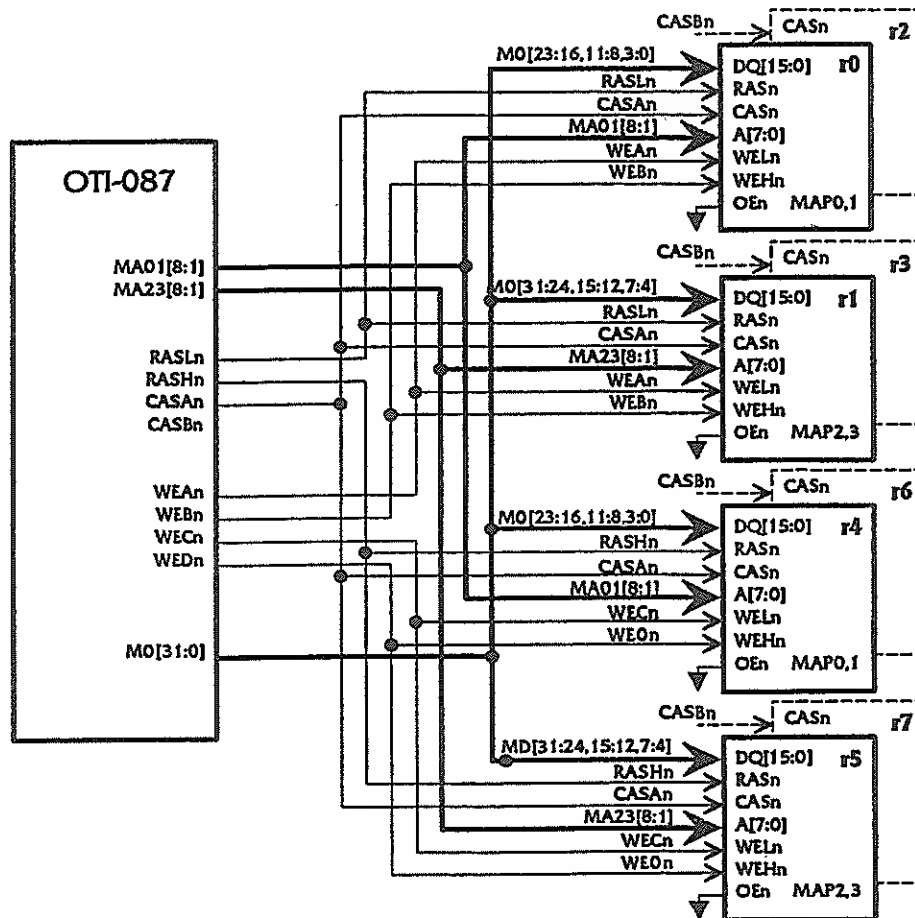 OTI-087
MA01[8:1]
MA23[8:1]
RASLn
RASHn
CASAn
CASBn
WEAn
WEBn
WECn
WEDn
M0[31:0]
CASBn
CASn
r2
M0[23:16,11:8,3:0]
RASLn
CASAn
MA01[8:1]
WEAn
WEBn
DQ[15:0]
r0
RASn
CASn
A[7:0]
WELn
WEHn
OEn
MAP0,1
CASBn
CASn
r3
M0[31:24,15:12,7:4]
RASLn
CASAn
MA23[8:1]
WEAn
WEBn
DQ[15:0]
r1
RASn
CASn
A[7:0]
WELn
WEHn
OEn
MAP2,3
CASBn
CASn
r6
M0[23:16,11:8,3:0]
RASHn
CASAn
MA01[8:1]
WECn
WE0n
DQ[15:0]
r4
RASn
CASn
A[7:0]
WELn
WEHn
OEn
MAP0,1
CASBn
CASn
r7
MD[31:24,15:12,7:4]
RASHn
CASAn
MA23[8:1]
WECn
WE0n
DQ[15:0]
r5
RASn
CASn
A[7:0]
WELn
WEHn
OEn
MAP2,3